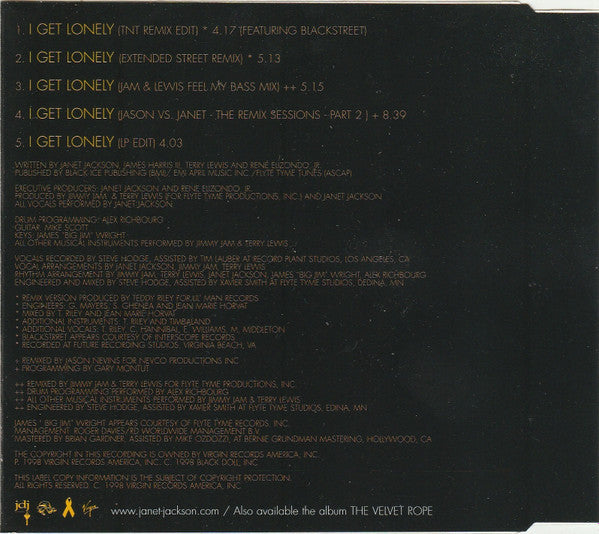 1. I GET LONELY (TNT REMIX EDIT) * 4.17 (FEATURING BLACKSTREET)
2. I GET LONELY (EXTENDED STREET REMIX) * 5.13
3. I GET LONELY (JAM & LEWIS FEEL MY BASS MIX) ++ 5.15
4. I GET LONELY (JASON VS. JANET - THE REMIX SESSIONS - PART 2 ) + 8.39
5. I GET LONELY (LP EDIT) 4.03
WRITTEN BY JANET JACKSON, JAMES HARRIS III, TERRY LEWIS AND RENÉ ELIZONDO JR.
PUBLISHED BY BLACK ICE PUBLISHING (BMI)/ EMI APRIL MUSIC INC./FLYTE TYME TUNES (ASCAP)
EXECUTIVE PRODUCERS: JANET JACKSON AND RENE ELIZONDO JR.
PRODUCED BY JIMMY JAM & TERRY LEWIS (FOR FLYTE TYME PRODUCTIONS, INC.) AND JANET JACKSON
ALL VOCALS PERFORMED BY JANET JACKSON
DRUM PROGRAMMING: ALEX RICHBOURG
GUITAR: MIKE SCOTT
KEYS: JAMES "BIG JIM" WRIGHT
ALL OTHER MUSICAL INSTRUMENTS PERFORMED BY JIMMY JAM & TERRY LEWIS
VOCALS RECORDED BY STEVE HODGE, ASSISTED BY TIM LAUBER AT RECORD PLANT STUDIOS, LOS ANGELES, CA
VOCAL ARRANGEMENTS BY JANET JACKSON, JIMMY JAM, TERRY LEWIS
RHYTHM ARRANGEMENT BY JIMMY JAM, TERRY LEWIS, JANET JACKSON, JAMES "BIG JIM" WRIGHT, ALEX RICHBOURG
ENGINEERED AND MIXED BY STEVE HODGE, ASSISTED BY XAVIER SMITH AT FLYTE TYME STUDIOS, EDINA, MN
* REMIX VERSION PRODUCED BY TEDDY RILEY FOR LIL' MAN RECORDS
* ENGINEERS: G. MAYERS, S. GHENEA AND JEAN MARIE HORVAT
* MIXED BY T. RILEY AND JEAN MARIE HORVAT
* ADDITIONAL INSTRUMENTS: T. RILEY AND TIMBALAND
* ADDITIONAL VOCALS: T. RILEY, C. HANNIBAL, E. WILLIAMS, M. MIDDLETON
* BLACKSTREET APPEARS COURTESY OF INTERSCOPE RECORDS
* RECORDED AT FUTURE RECORDING STUDIOS, VIRGINIA BEACH, VA
+ REMIXED BY JASON NEVINS FOR NEVCO PRODUCTIONS INC
+ PROGRAMMING BY GARY MONTUT
++ REMIXED BY JIMMY JAM & TERRY LEWIS FOR FLYTE TYME PRODUCTIONS, INC.
++ DRUM PROGRAMMING PERFORMED BY ALEX RICHBOURG
++ ALL OTHER MUSICAL INSTRUMENTS PERFORMED BY JIMMY JAM & TERRY LEWIS
++ ENGINEERED BY STEVE HODGE, ASSISTED BY XAVIER SMITH AT FLYTE TYME STUDIOS, EDINA, MN
JAMES ' BIG JIM" WRIGHT APPEARS COURTESY OF FLYTE TYME RECORDS, INC.
MANAGEMENT: ROGER DAVIES/RD WORLDWIDE MANAGEMENT B.V.
MASTERED BY BRIAN GARDNER, ASSISTED BY MIKE OZDOZZI, AT BERNIE GRUNDMAN MASTERING, HOLLYWOOD, CA
THE COPYRIGHT IN THIS RECORDING IS OWNED BY VIRGIN RECORDS AMERICA, INC.
P. 1998 VIRGIN RECORDS AMERICA, INC. C. 1998 BLACK DOLL, INC
THIS LABEL COPY INFORMATION IS THE SUBJECT OF COPYRIGHT PROTECTION.
ALL RIGHTS RESERVED. C. 1998 VIRGIN RECORDS AMERICA, INC
jdj Virgin www.janet-jackson.com / Also available the album THE VELVET ROPE